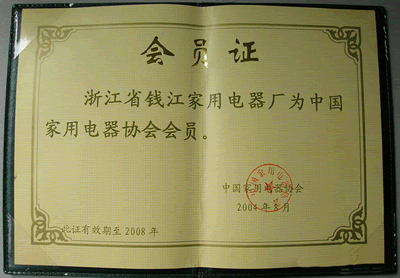 会员证
浙江省钱江家用电器厂为中国
家用电器协会会员。
中国家用电器协会
2004年8月
此证有效期至2008年